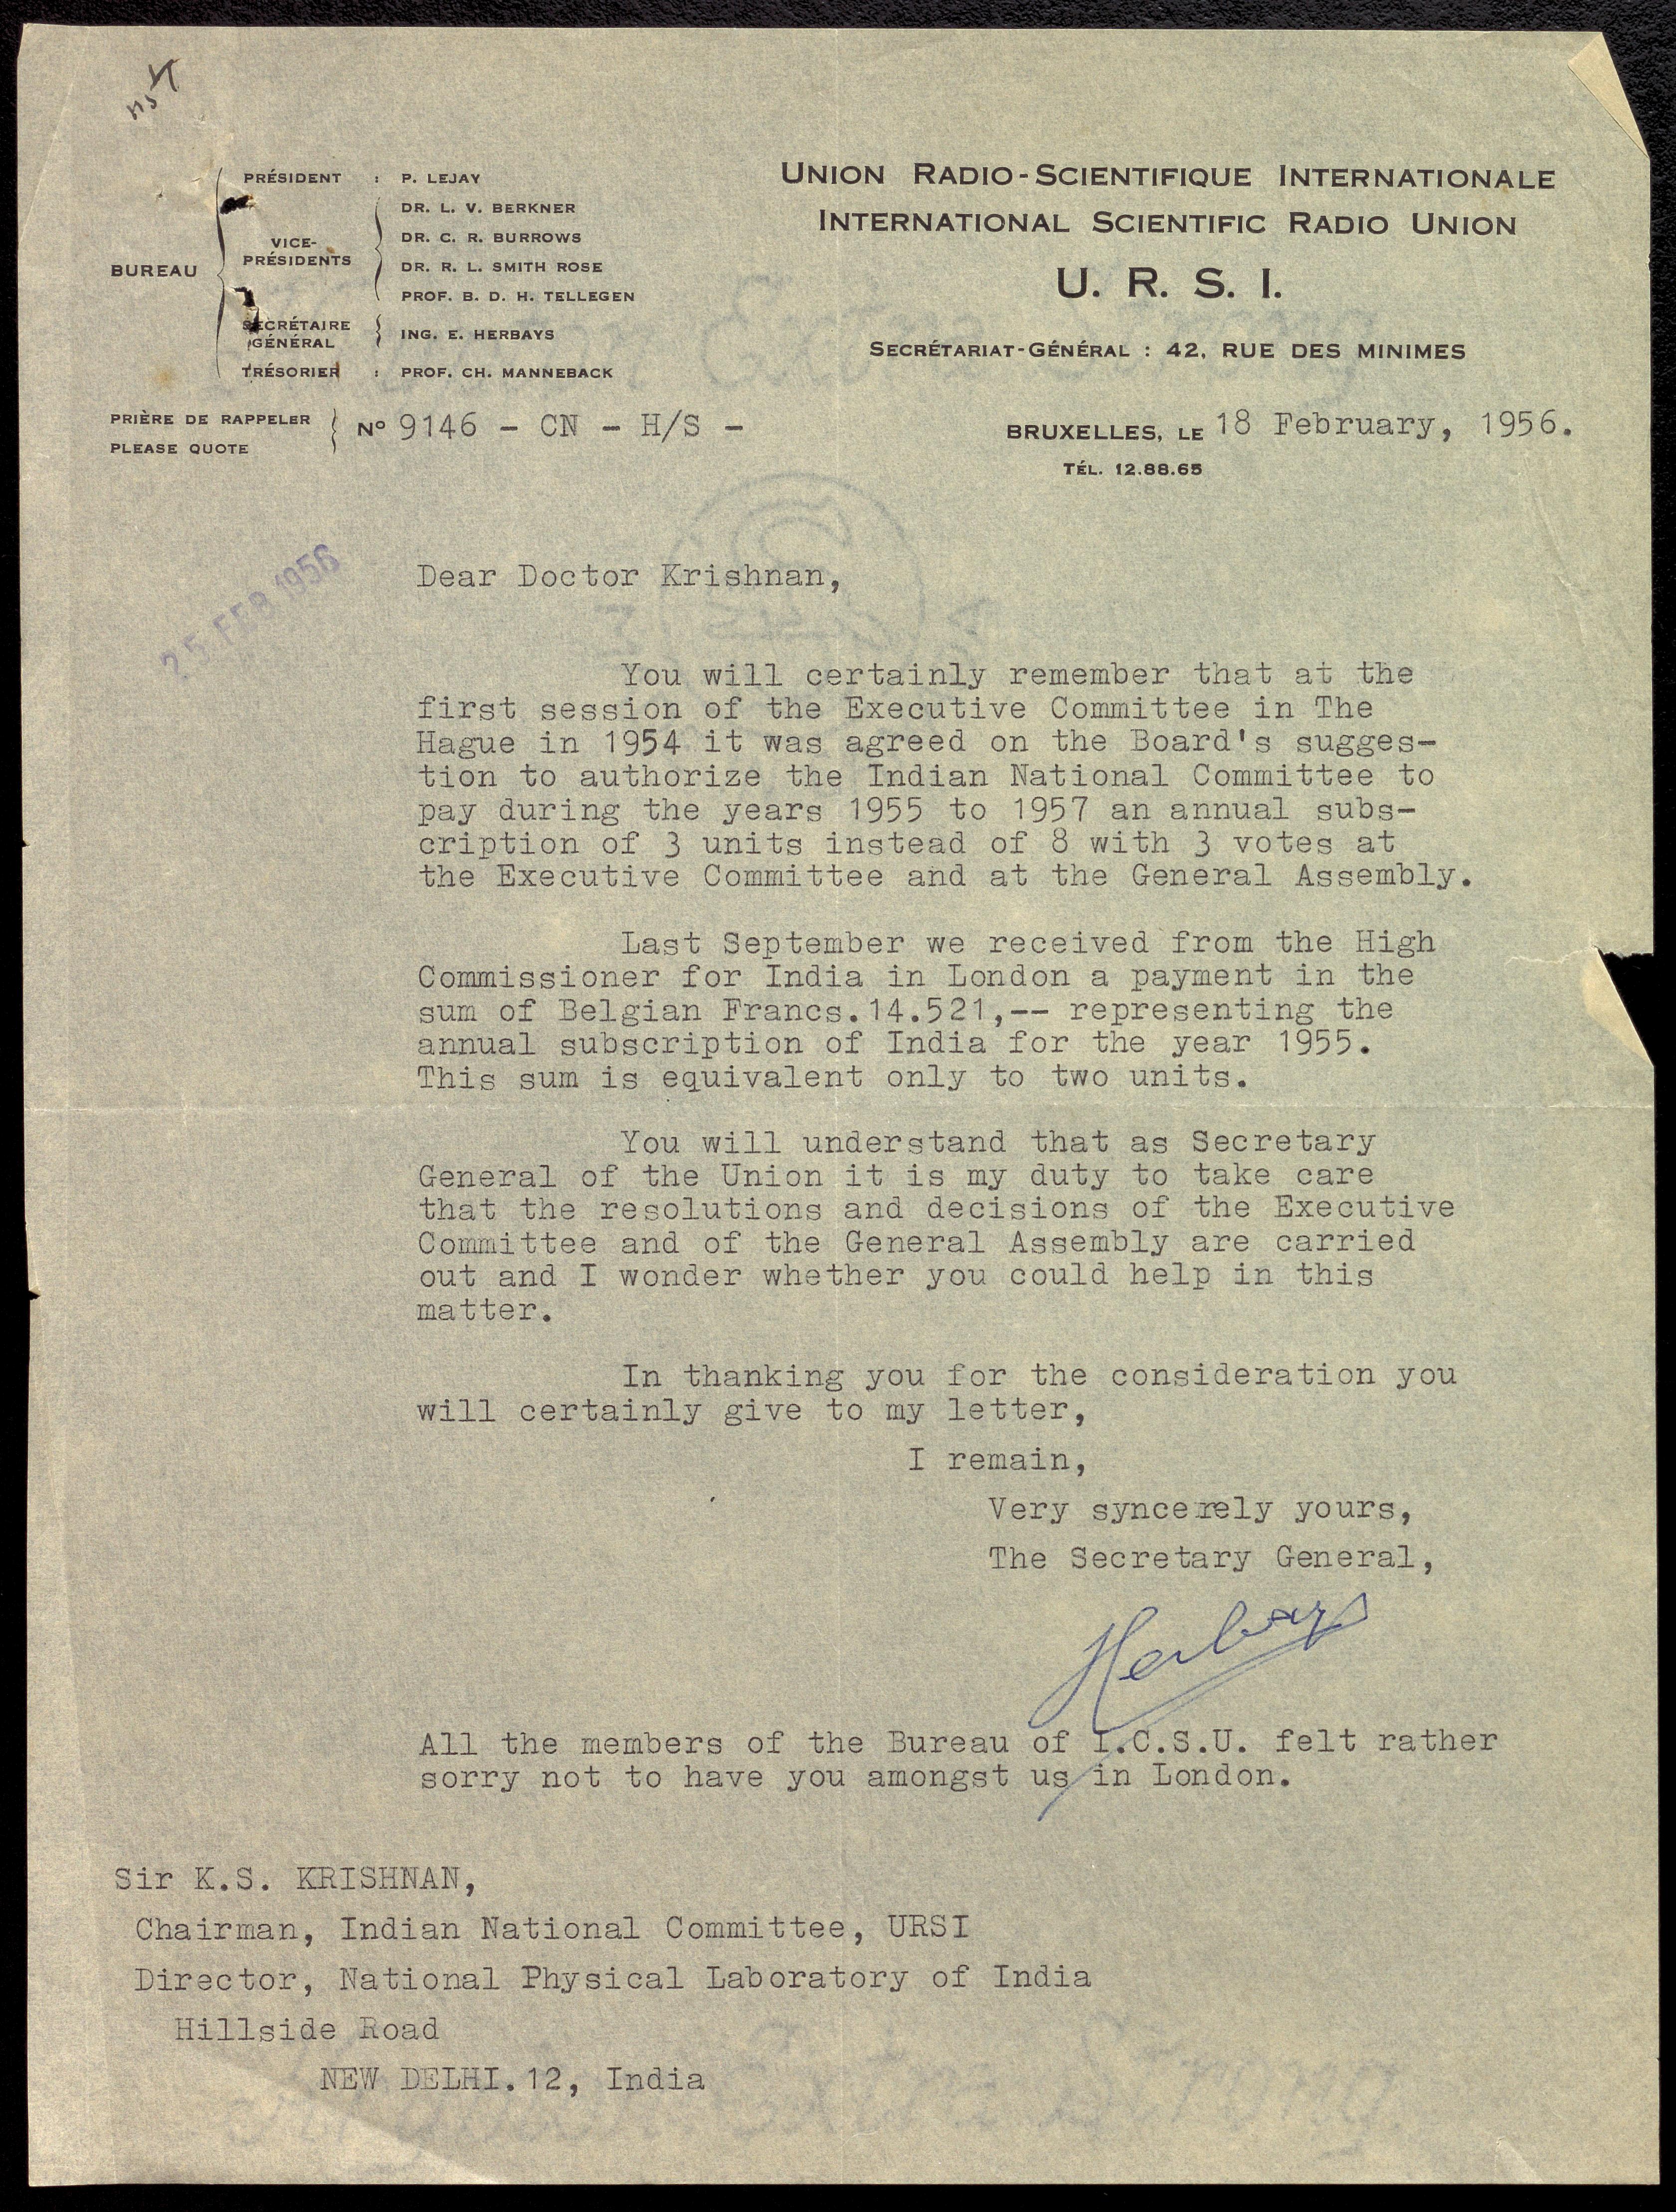 UNION RADIO-SCIENTIFIQUE INTERNATIONALE
INTERNATIONAL SCIENTIFIC RADIO UNION
U. R. S. I.
SECRÉTARIAT-GÉNÉRAL : 42, RUE DES MINIMES
BUREAU
PRÉSIDENT : P. LEJAY
VICE-PRÉSIDENTS
DR. L. V. BERKNER
DR. C. R. BURROWS
DR. R. L. SMITH ROSE
PROF. B. D. H. TELLEGEN
SECRÉTAIRE GÉNÉRAL
ING. E. HERBAYS
TRÉSORIER : PROF. CH. MANNEBACK
PRIÈRE DE RAPPELER
PLEASE QUOTE
No 9146 - CN - H/S -
BRUXELLES, LE 18 February, 1956.
TÉL. 12.88.65
25 FEB 1956
Dear Doctor Krishnan,
You will certainly remember that at the
first session of the Executive Committee in The
Hague in 1954 it was agreed on the Board's sugges-
tion to authorize the Indian National Committee to
pay during the years 1955 to 1957 an annual subs-
cription of 3 units instead of 8 with 3 votes at
the Executive Committee and at the General Assembly.
Last September we received from the High
Commissioner for India in London a payment in the
sum of Belgian Francs.14.521,-- representing the
annual subscription of India for the year 1955.
This sum is equivalent only to two units.
You will understand that as Secretary
General of the Union it is my duty to take care
that the resolutions and decisions of the Executive
Committee and of the General Assembly are carried
out and I wonder whether you could help in this
matter.
In thanking you for the consideration you
will certainly give to my letter,
I remain,
Very syncerely yours,
The Secretary General,
Herbays
All the members of the Bureau of I.C.S.U. felt rather
sorry not to have you amongst us in London.
Sir K.S. KRISHNAN,
Chairman, Indian National Committee, URSI
Director, National Physical Laboratory of India
Hillside Road
NEW DELHI.12, India